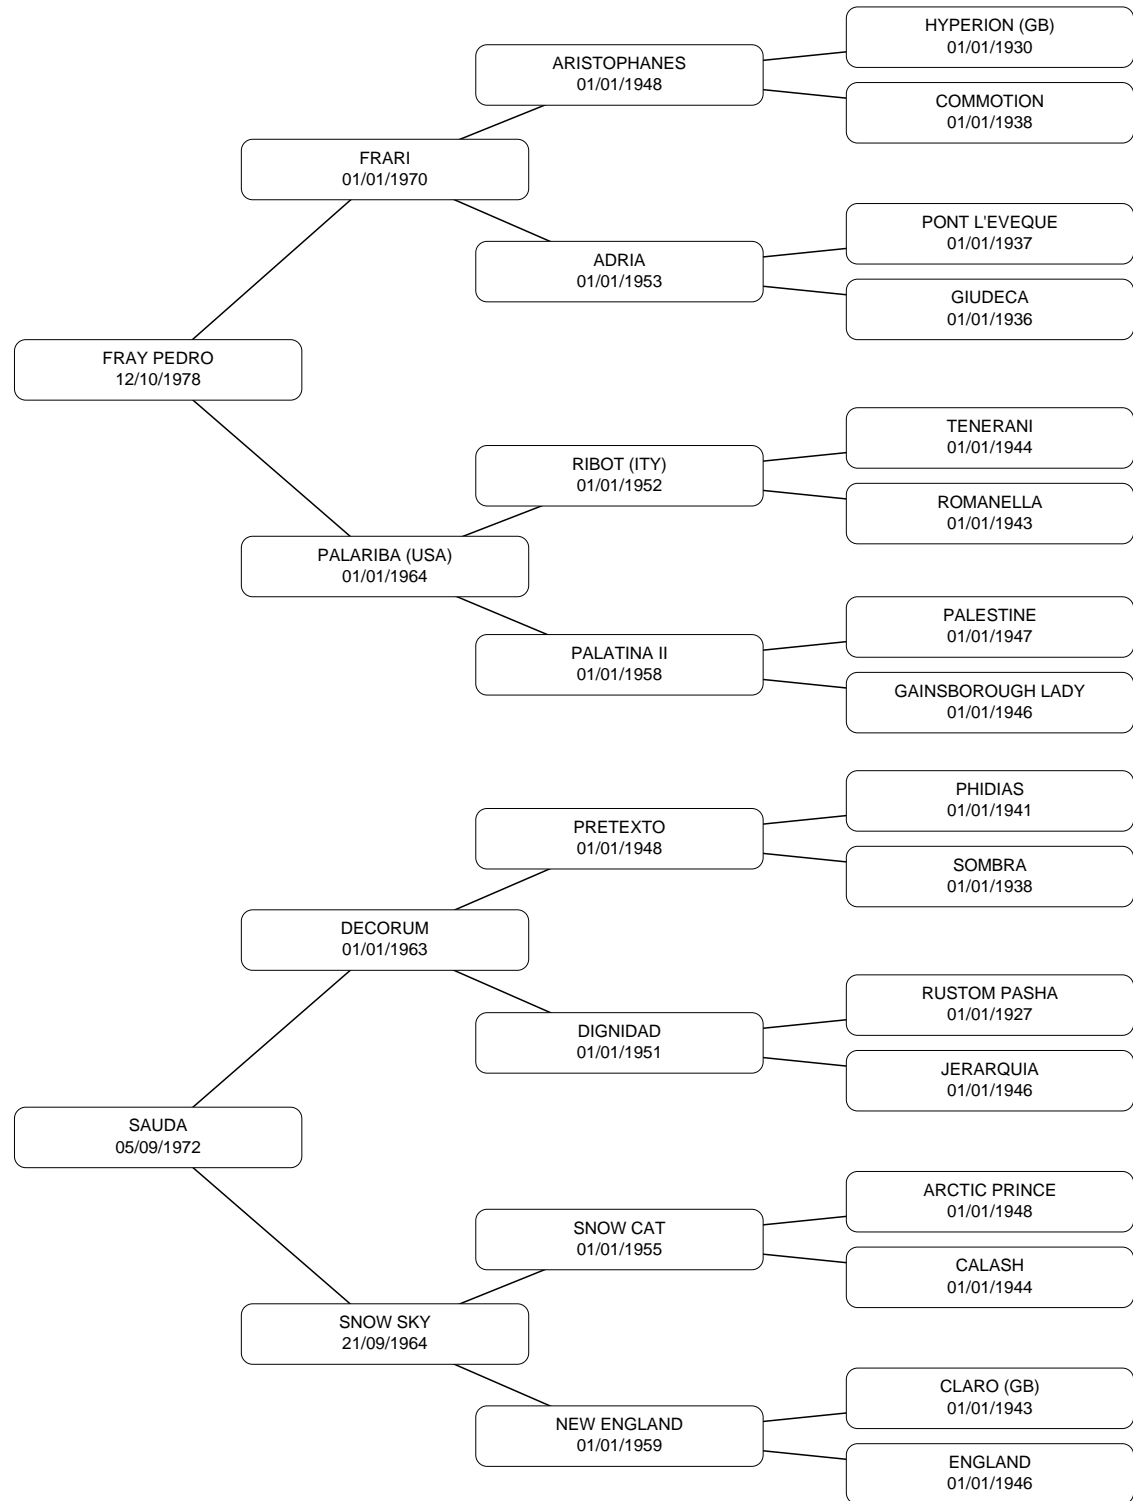 HYPERION (GB)
01/01/1930
ARISTOPHANES
01/01/1948
COMMOTION
01/01/1938
FRARI
01/01/1970
PONT L'EVEQUE
01/01/1937
ADRIA
01/01/1953
GIUDECA
01/01/1936
FRAY PEDRO
12/10/1978
TENERANI
01/01/1944
RIBOT (ITY)
01/01/1952
ROMANELLA
01/01/1943
PALARIBA (USA)
01/01/1964
PALESTINE
01/01/1947
PALATINA II
01/01/1958
GAINSBOROUGH LADY
01/01/1946
PHIDIAS
01/01/1941
PRETEXTO
01/01/1948
SOMBRA
01/01/1938
DECORUM
01/01/1963
RUSTOM PASHA
01/01/1927
DIGNIDAD
01/01/1951
JERARQUIA
01/01/1946
SAUDA
05/09/1972
ARCTIC PRINCE
01/01/1948
SNOW CAT
01/01/1955
CALASH
01/01/1944
SNOW SKY
21/09/1964
CLARO (GB)
01/01/1943
NEW ENGLAND
01/01/1959
ENGLAND
01/01/1946